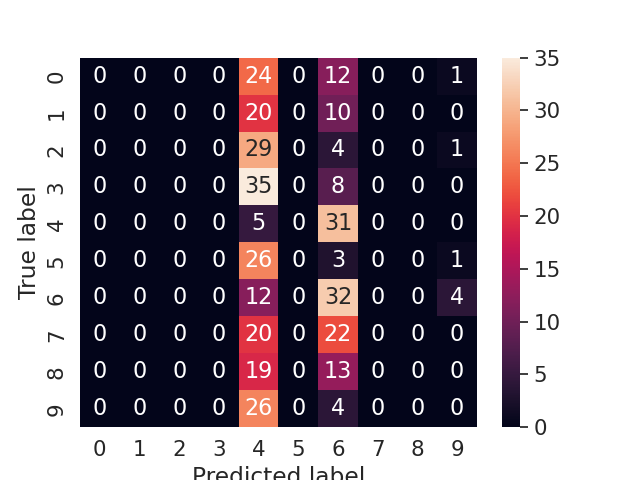 0 0 0 0 0 24 0 12 0 0 1 35
1 0 0 0 0 20 0 10 0 0 0 30
2 0 0 0 0 29 0 4 0 0 1 25
3 0 0 0 0 35 0 8 0 0 0
4 0 0 0 0 5 0 31 0 0 0 20
5 0 0 0 0 26 0 3 0 0 1 15
6 0 0 0 0 12 0 32 0 0 4
7 0 0 0 0 20 0 22 0 0 0 10
8 0 0 0 0 19 0 13 0 0 0 5
9 0 0 0 0 26 0 4 0 0 0 0
True label
0 1 2 3 4 5 6 7 8 9
Predicted label